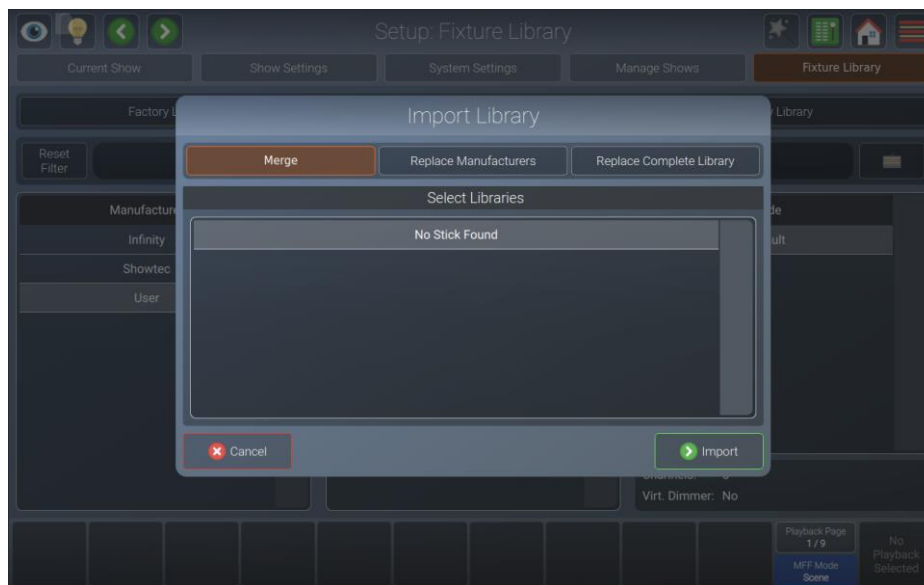 Setup: Fixture Library
Current Show
Show Settings
System Settings
Manage Shows
Fixture Library
Factory
Library
Import Library
Reset
Filter
Merge
Replace Manufacturers
Replace Complete Library
Select Libraries
No Stick Found
Infinity
Showtec
User
Cancel
Import
Virt. Dimmer: No
Playback Page
1 / 9
MFF Mode
Scene
No
Playback
Selected